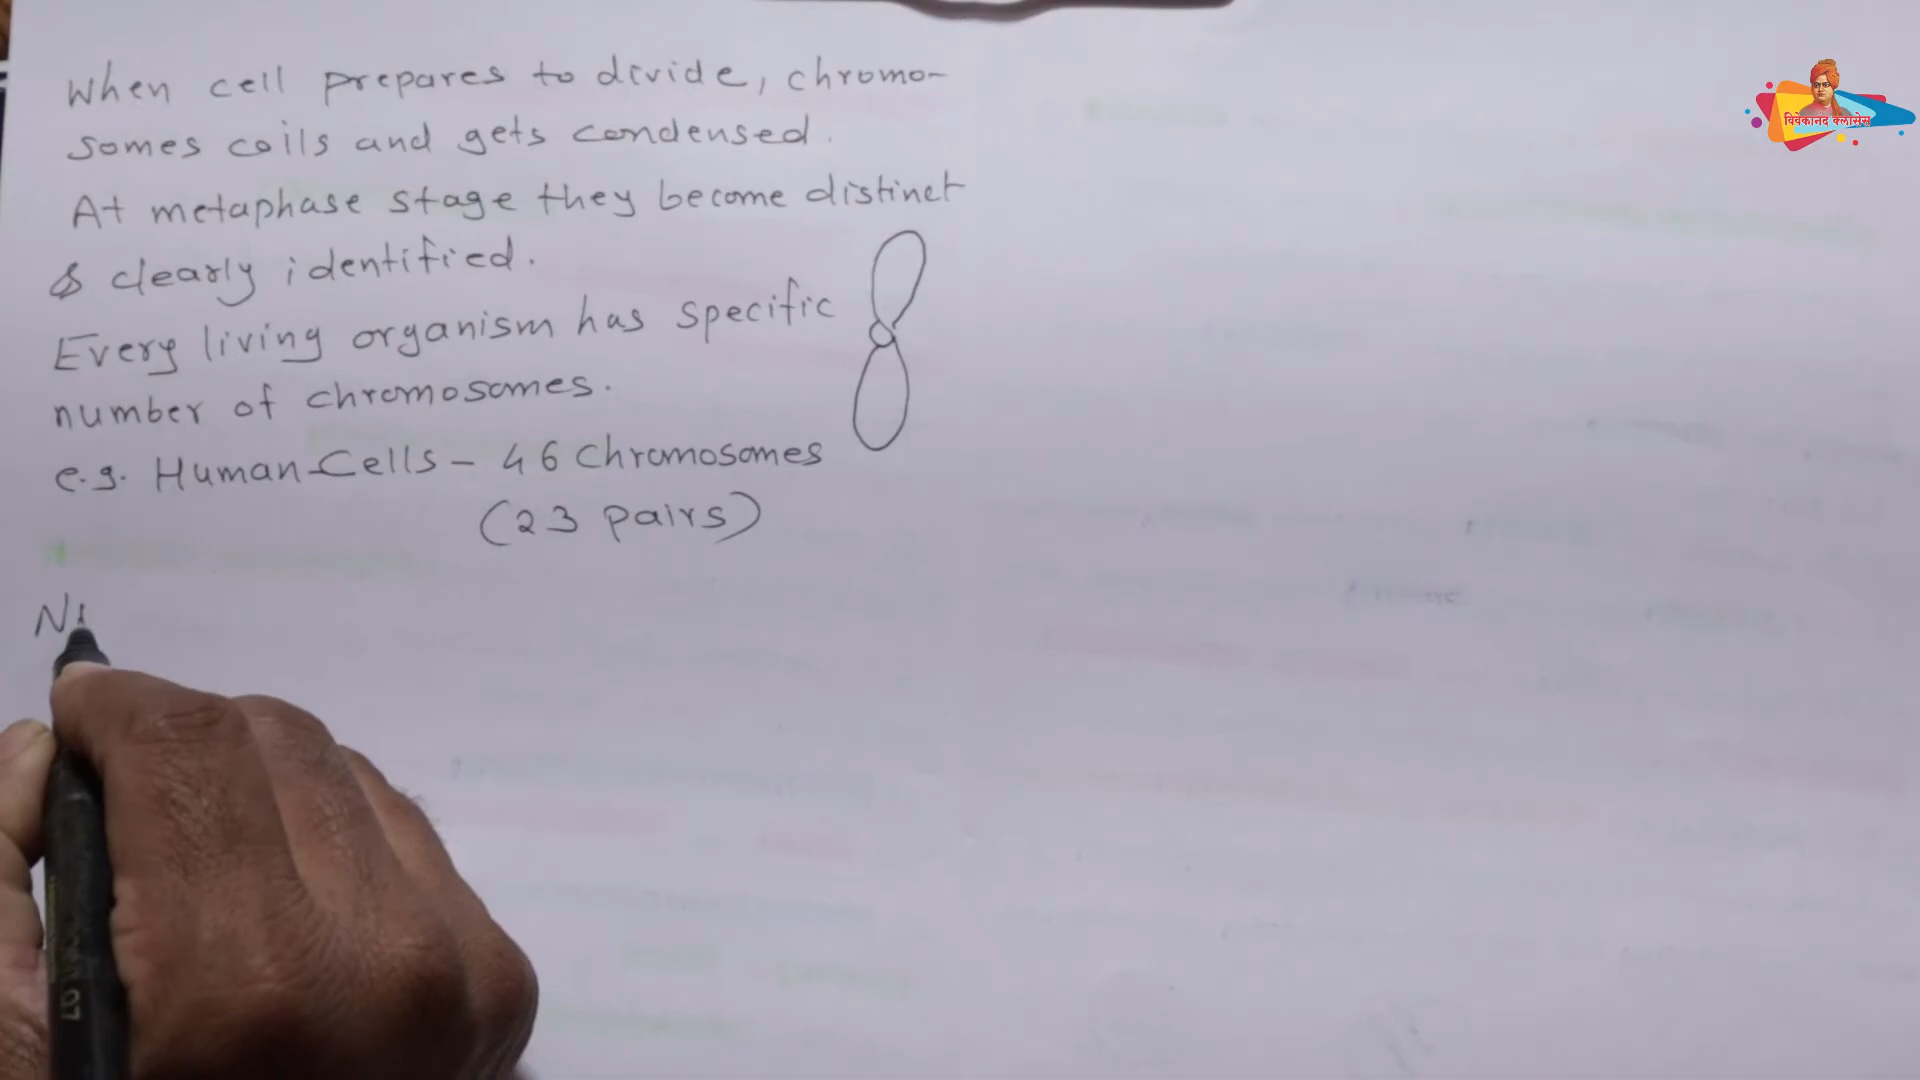 When cell prepares to divide, chromo-
somes coils and gets condensed.
At metaphase stage they become distinct
& clearly identified.
Every living organism has specific
number of chromosomes.
e.g. Human Cells - 46 Chromosomes
(23 pairs)
विवेकानंद क्लासेस